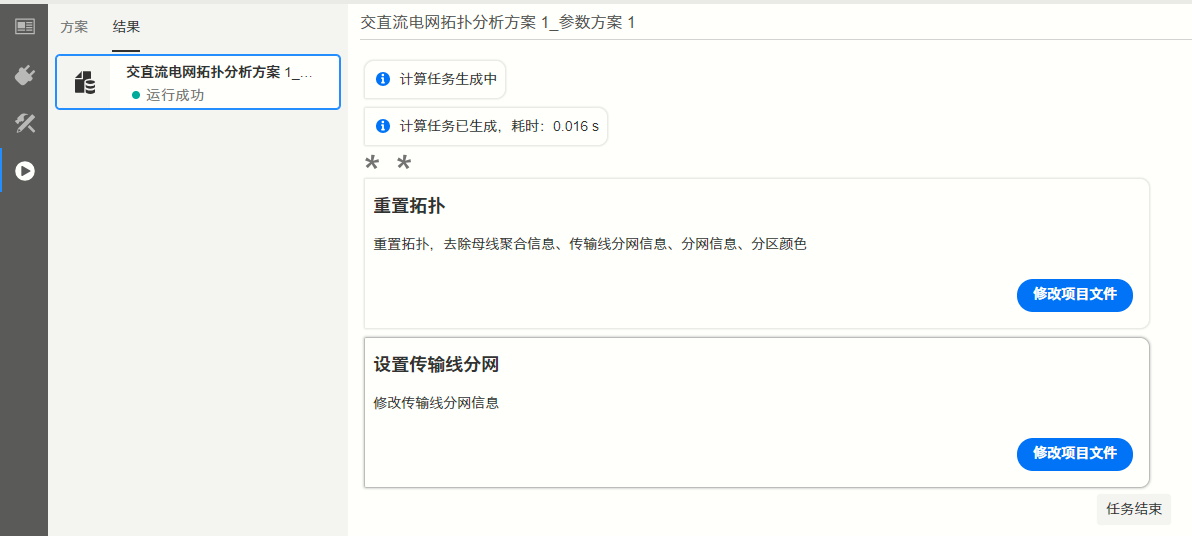 方案 结果
交直流电网拓扑分析方案 1_参数方案 1
交直流电网拓扑分析方案 1_...
运行成功
计算任务生成中
计算任务已生成，耗时：0.016 s
* *
重置拓扑
重置拓扑，去除母线聚合信息、传输线分网信息、分网信息、分区颜色
修改项目文件
设置传输线分网
修改传输线分网信息
修改项目文件
任务结束